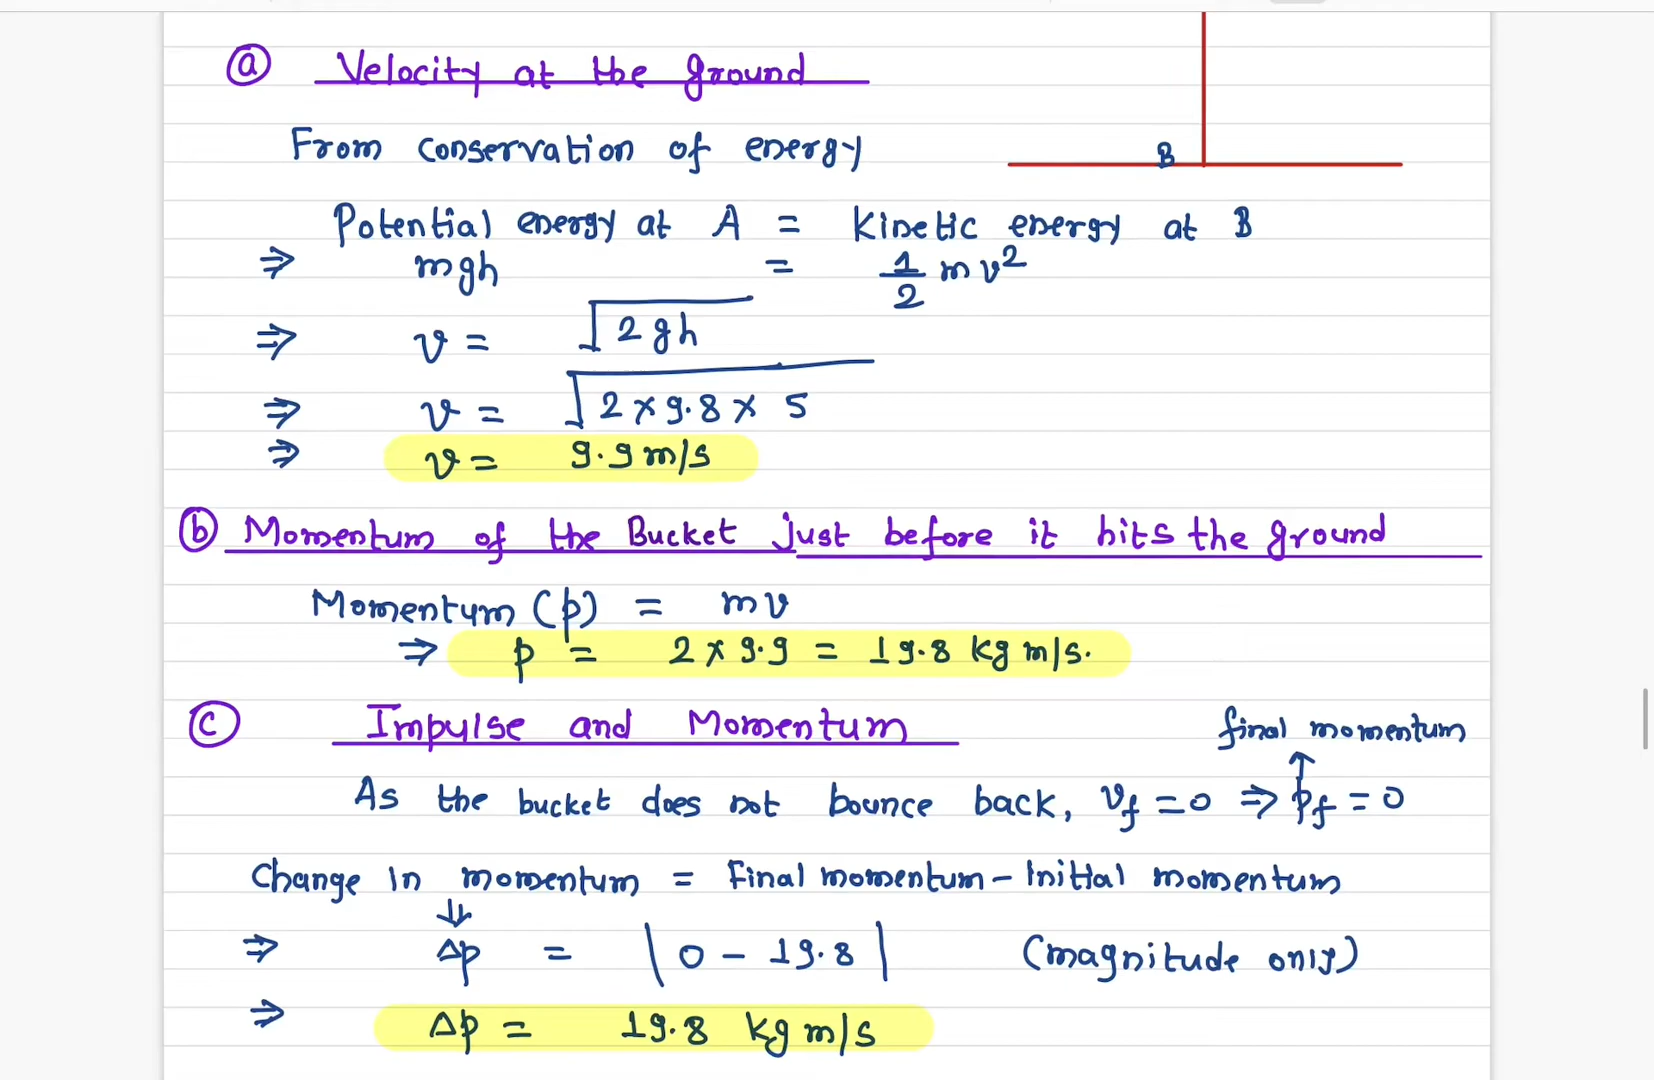 ⓐ Velocity at the ground
From conservation of energy
B
Potential energy at A = Kinetic energy at B
⇒ mgh = 1/2 mv²
⇒ v = √2gh
⇒ v = √2×9.8×5
⇒ v = 9.9 m/s
ⓑ Momentum of the Bucket just before it hits the ground
Momentum (p) = mv
⇒ p = 2 × 9.9 = 19.8 kg m/s.
ⓒ Impulse and Momentum
final momentum
↑
As the bucket does not bounce back, vf = 0 ⇒ pf = 0
Change in momentum = Final momentum - Initial momentum
⇓
⇒ Δp = |0 - 19.8| (magnitude only)
⇒ Δp = 19.8 kg m/s